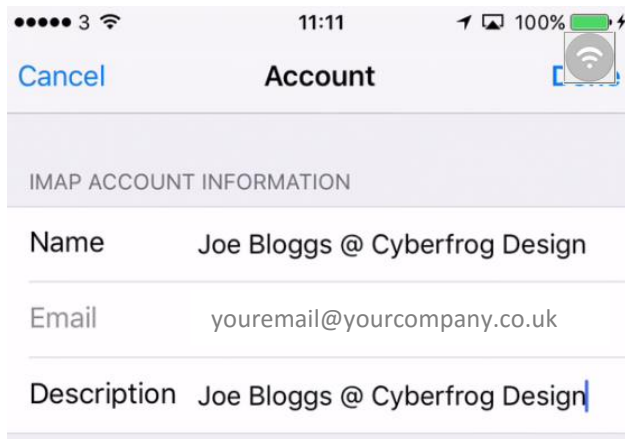 3 11:11 100%
Cancel Account
IMAP ACCOUNT INFORMATION
Name Joe Bloggs @ Cyberfrog Design
Email youremail@yourcompany.co.uk
Description Joe Bloggs @ Cyberfrog Design